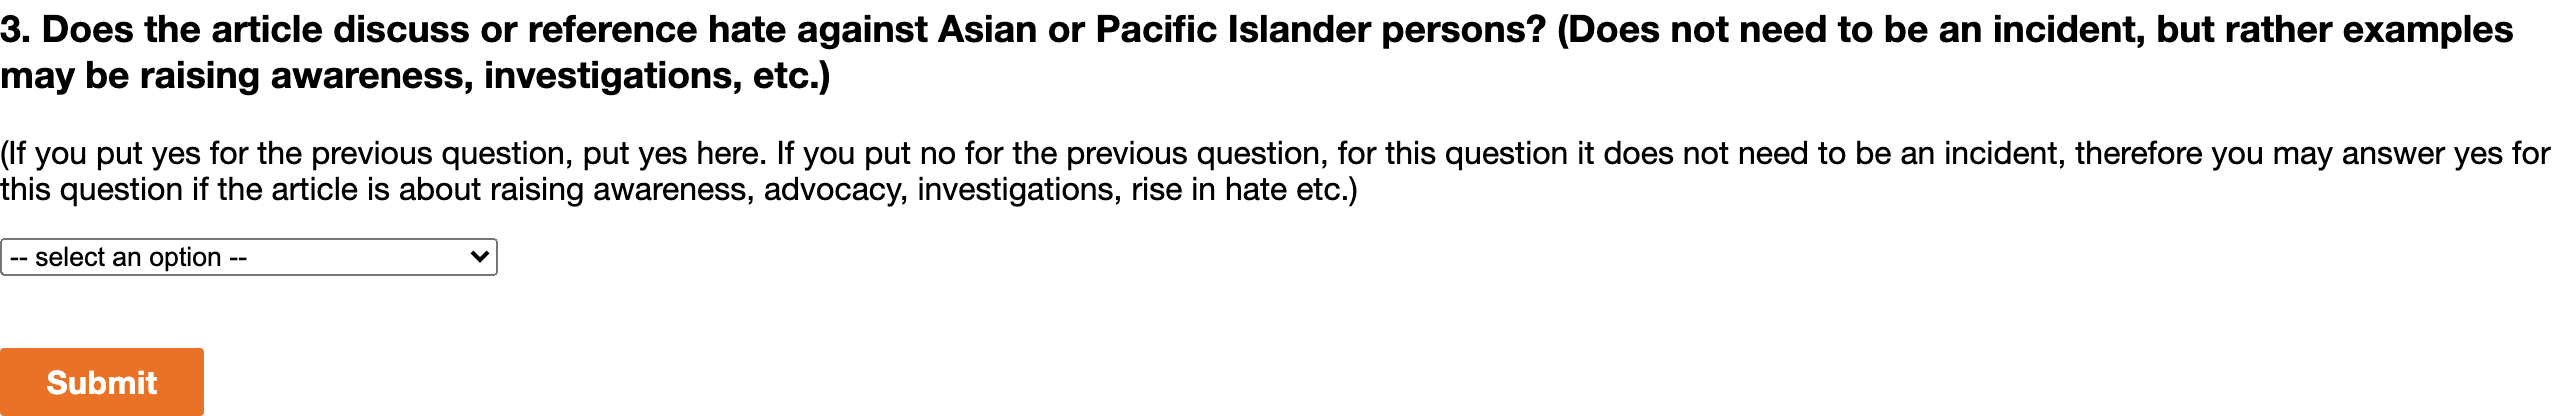 3. Does the article discuss or reference hate against Asian or Pacific Islander persons? (Does not need to be an incident, but rather examples
may be raising awareness, investigations, etc.)
(If you put yes for the previous question, put yes here. If you put no for the previous question, for this question it does not need to be an incident, therefore you may answer yes for
this question if the article is about raising awareness, advocacy, investigations, rise in hate etc.)
-- select an option --
Submit